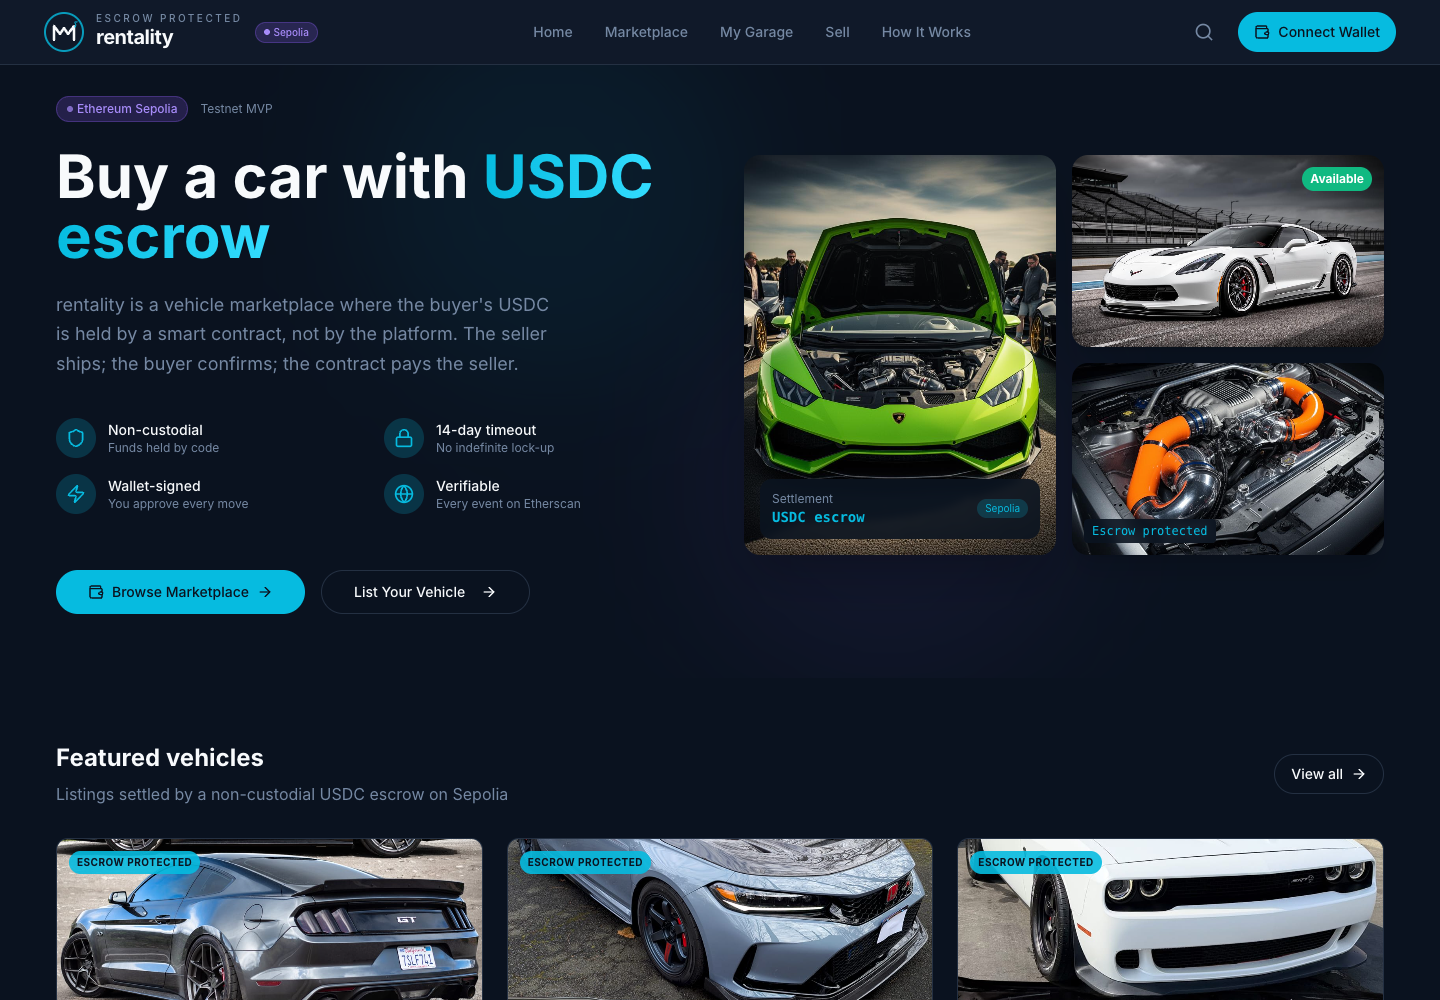 ESCROW PROTECTED
rentality
Sepolia
Home
Marketplace
My Garage
Sell
How It Works
Connect Wallet
Ethereum Sepolia
Testnet MVP
Buy a car with USDC
escrow
rentality is a vehicle marketplace where the buyer's USDC
is held by a smart contract, not by the platform. The seller
ships; the buyer confirms; the contract pays the seller.
Non-custodial
Funds held by code
14-day timeout
No indefinite lock-up
Wallet-signed
You approve every move
Verifiable
Every event on Etherscan
Browse Marketplace
List Your Vehicle
Settlement
USDC escrow
Sepolia
Available
Escrow protected
Featured vehicles
Listings settled by a non-custodial USDC escrow on Sepolia
View all
ESCROW PROTECTED
GT
ESCROW PROTECTED
ESCROW PROTECTED